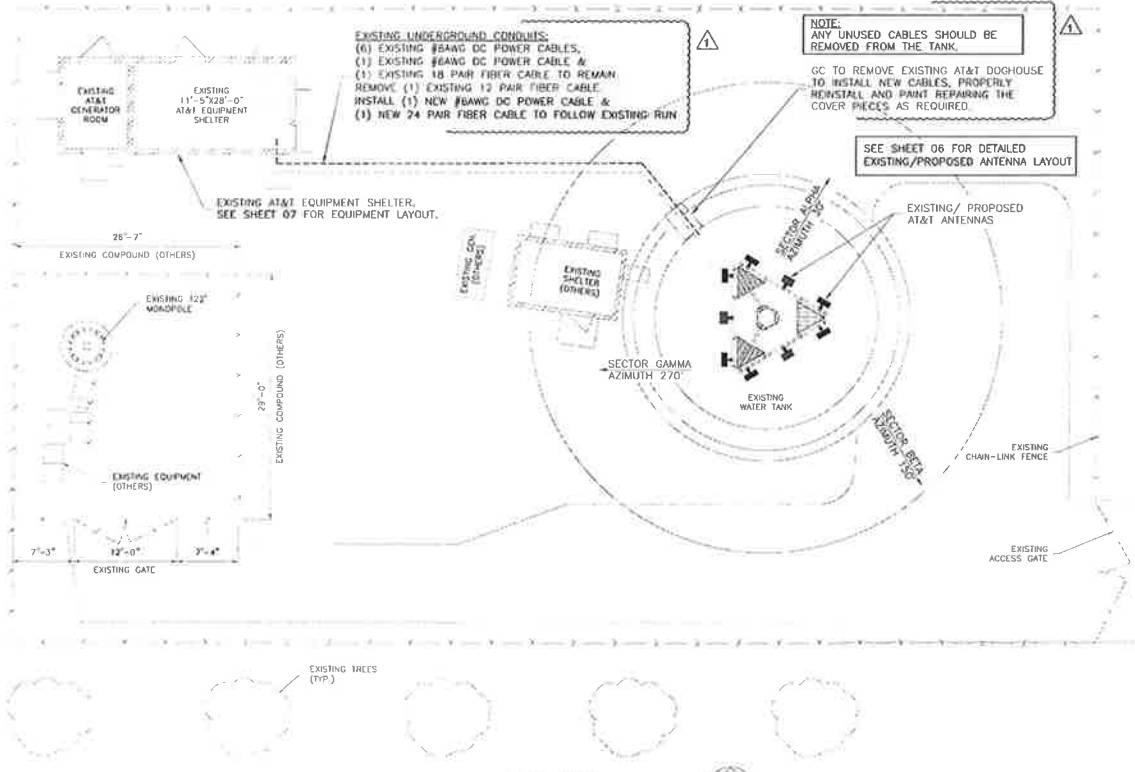 EXISTING UNDERGROUND CONDUITS:
(6) EXISTING #6AWG DC POWER CABLES,
(1) EXISTING #6AWG DC POWER CABLE &
(1) EXISTING 18 PAIR FIBER CABLE TO REMAIN
REMOVE (1) EXISTING 12 PAIR FIBER CABLE.
INSTALL (1) NEW #6AWG DC POWER CABLE &
(1) NEW 24 PAIR FIBER CABLE TO FOLLOW EXISTING RUN
1
NOTE:
ANY UNUSED CABLES SHOULD BE
REMOVED FROM THE TANK.
1
GC TO REMOVE EXISTING AT&T DOGHOUSE
TO INSTALL NEW CABLES, PROPERLY
REINSTALL AND PAINT REPAIRING THE
COVER PIECES AS REQUIRED.
SEE SHEET 06 FOR DETAILED
EXISTING/PROPOSED ANTENNA LAYOUT
EXISTING
AT&T
GENERATOR
ROOM
EXISTING
11'-5"X28'-0"
AT&T EQUIPMENT
SHELTER
EXISTING AT&T EQUIPMENT SHELTER,
SEE SHEET 07 FOR EQUIPMENT LAYOUT.
EXISTING/ PROPOSED
AT&T ANTENNAS
SECTOR ALPHA
AZIMUTH 30°
26'-7"
EXISTING COMPOUND (OTHERS)
EXISTING GEN
(OTHERS)
EXISTING
SHELTER
(OTHERS)
EXISTING 122'
MONOPOLE
SECTOR GAMMA
AZIMUTH 270°
EXISTING
WATER TANK
29'-0"
EXISTING COMPOUND (OTHERS)
SECTOR BETA
AZIMUTH 150°
EXISTING
CHAIN-LINK FENCE
EXISTING EQUIPMENT
(OTHERS)
7'-3"
12'-0"
7'-4"
EXISTING GATE
EXISTING
ACCESS GATE
EXISTING TREES
(TYP.)